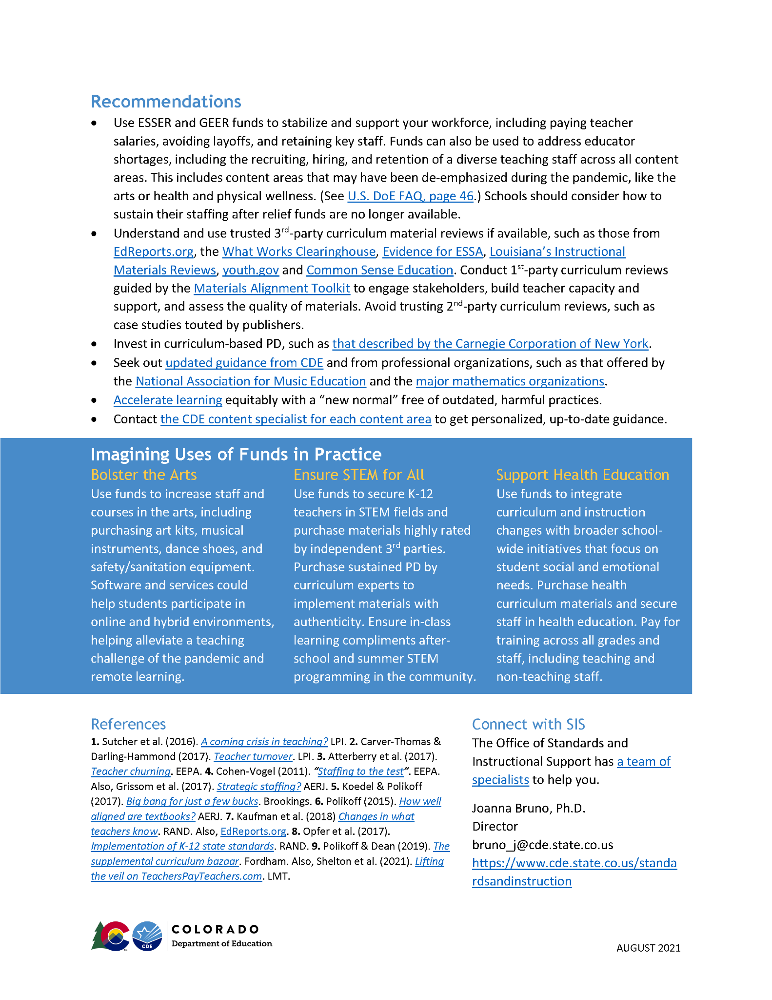 Recommendations
• Use ESSER and GEER funds to stabilize and support your workforce, including paying teacher
salaries, avoiding layoffs, and retaining key staff. Funds can also be used to address educator
shortages, including the recruiting, hiring, and retention of a diverse teaching staff across all content
areas. This includes content areas that may have been de-emphasized during the pandemic, like the
arts or health and physical wellness. (See U.S. DoE FAQ, page 46.) Schools should consider how to
sustain their staffing after relief funds are no longer available.
• Understand and use trusted 3rd-party curriculum material reviews if available, such as those from
EdReports.org, the What Works Clearinghouse, Evidence for ESSA, Louisiana’s Instructional
Materials Reviews, youth.gov and Common Sense Education. Conduct 1st-party curriculum reviews
guided by the Materials Alignment Toolkit to engage stakeholders, build teacher capacity and
support, and assess the quality of materials. Avoid trusting 2nd-party curriculum reviews, such as
case studies touted by publishers.
• Invest in curriculum-based PD, such as that described by the Carnegie Corporation of New York.
• Seek out updated guidance from CDE and from professional organizations, such as that offered by
the National Association for Music Education and the major mathematics organizations.
• Accelerate learning equitably with a “new normal” free of outdated, harmful practices.
• Contact the CDE content specialist for each content area to get personalized, up-to-date guidance.
Imagining Uses of Funds in Practice
Bolster the Arts
Use funds to increase staff and
courses in the arts, including
purchasing art kits, musical
instruments, dance shoes, and
safety/sanitation equipment.
Software and services could
help students participate in
online and hybrid environments,
helping alleviate a teaching
challenge of the pandemic and
remote learning.
Ensure STEM for All
Use funds to secure K-12
teachers in STEM fields and
purchase materials highly rated
by independent 3rd parties.
Purchase sustained PD by
curriculum experts to
implement materials with
authenticity. Ensure in-class
learning compliments after-
school and summer STEM
programming in the community.
Support Health Education
Use funds to integrate
curriculum and instruction
changes with broader school-
wide initiatives that focus on
student social and emotional
needs. Purchase health
curriculum materials and secure
staff in health education. Pay for
training across all grades and
staff, including teaching and
non-teaching staff.
References
1. Sutcher et al. (2016). A coming crisis in teaching? LPI. 2. Carver-Thomas &
Darling-Hammond (2017). Teacher turnover. LPI. 3. Atterberry et al. (2017).
Teacher churning. EEPA. 4. Cohen-Vogel (2011). “Staffing to the test”. EEPA.
Also, Grissom et al. (2017). Strategic staffing? AERJ. 5. Koedel & Polikoff
(2017). Big bang for just a few bucks. Brookings. 6. Polikoff (2015). How well
aligned are textbooks? AERJ. 7. Kaufman et al. (2018) Changes in what
teachers know. RAND. Also, EdReports.org. 8. Opfer et al. (2017).
Implementation of K-12 state standards. RAND. 9. Polikoff & Dean (2019). The
supplemental curriculum bazaar. Fordham. Also, Shelton et al. (2021). Lifting
the veil on TeachersPayTeachers.com. LMT.
Connect with SIS
The Office of Standards and
Instructional Support has a team of
specialists to help you.
Joanna Bruno, Ph.D.
Director
bruno_j@cde.state.co.us
https://www.cde.state.co.us/standa
rdsandinstruction
CDE
TM
COLORADO
Department of Education
AUGUST 2021